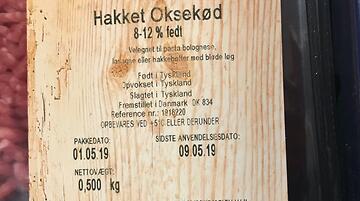 Hakket Oksekød
8-12 % fedt
Velegnet til pasta bolognese,
lasagne eller hakkebøffer med bløde løg
Født i Tyskland
Opvokset i Tyskland
Slagtet i Tyskland
Fremstillet i Danmark DK 834
Reference nr.: 1818220
OPBEVARES VED +5°C ELLER DERUNDER
PAKKEDATO: SIDSTE ANVENDELSESDATO:
01.05.19 09.05.19
NETTOVÆGT:
0,500 kg